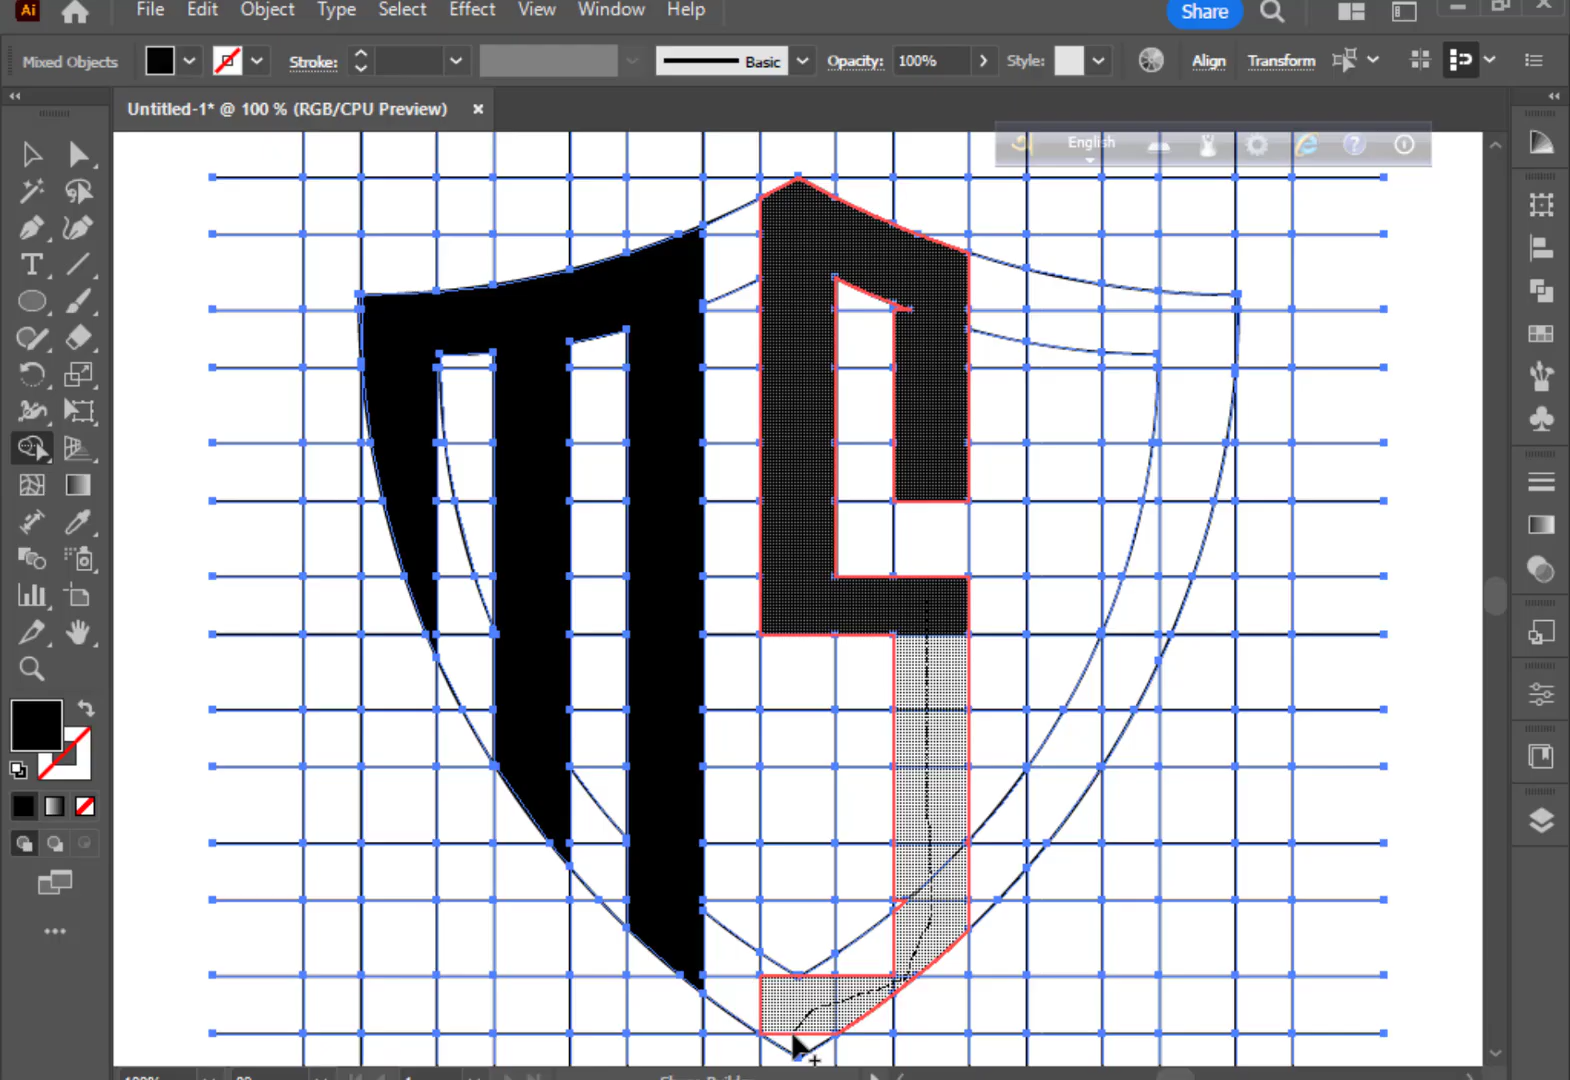 Ai File Edit Object Type Select Effect View Window Help Share
Mixed Objects Stroke: Basic Opacity: 100% Style: Align Transform
Untitled-1* @ 100 % (RGB/CPU Preview) ×
English